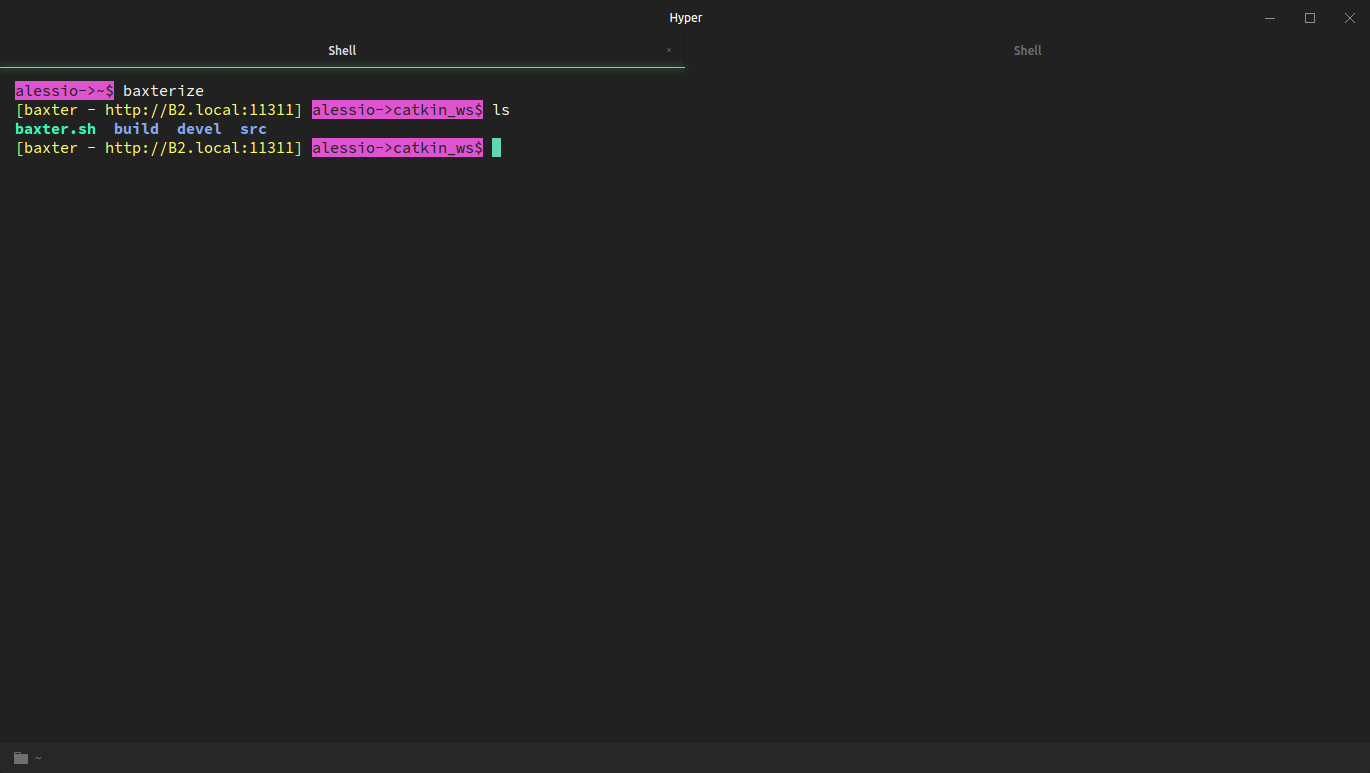 Hyper
Shell × Shell
alessio->~$ baxterize
[baxter - http://B2.local:11311] alessio->catkin_ws$ ls
baxter.sh build devel src
[baxter - http://B2.local:11311] alessio->catkin_ws$
~